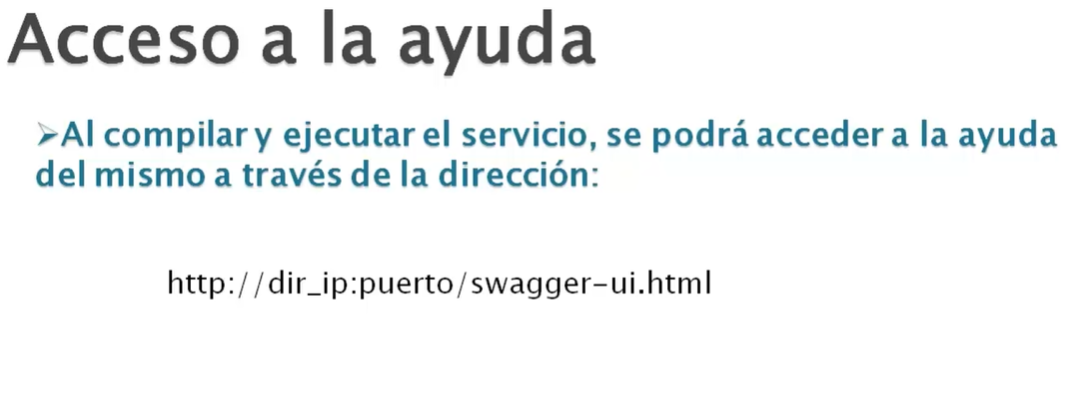 Acceso a la ayuda
➢Al compilar y ejecutar el servicio, se podrá acceder a la ayuda
del mismo a través de la dirección:
http://dir_ip:puerto/swagger-ui.html